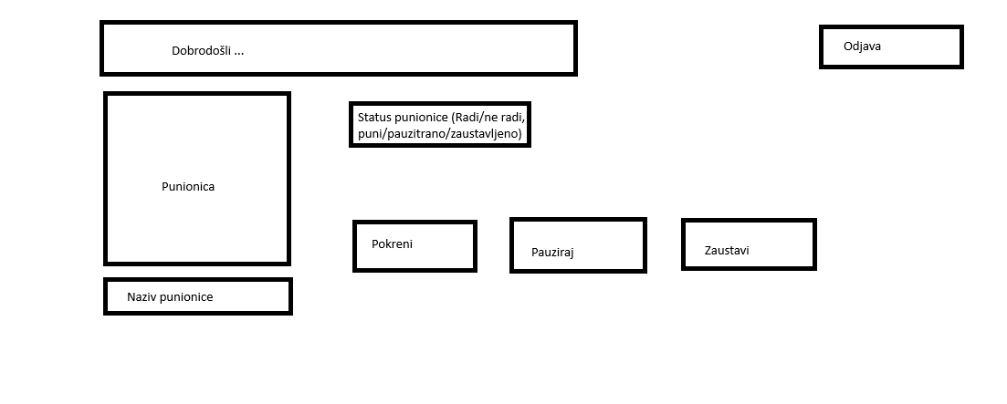 Dobrodošli ...
Odjava
Status punionice (Radi/ne radi,
puni/pauzitrano/zaustavljeno)
Punionica
Pokreni
Pauziraj
Zaustavi
Naziv punionice